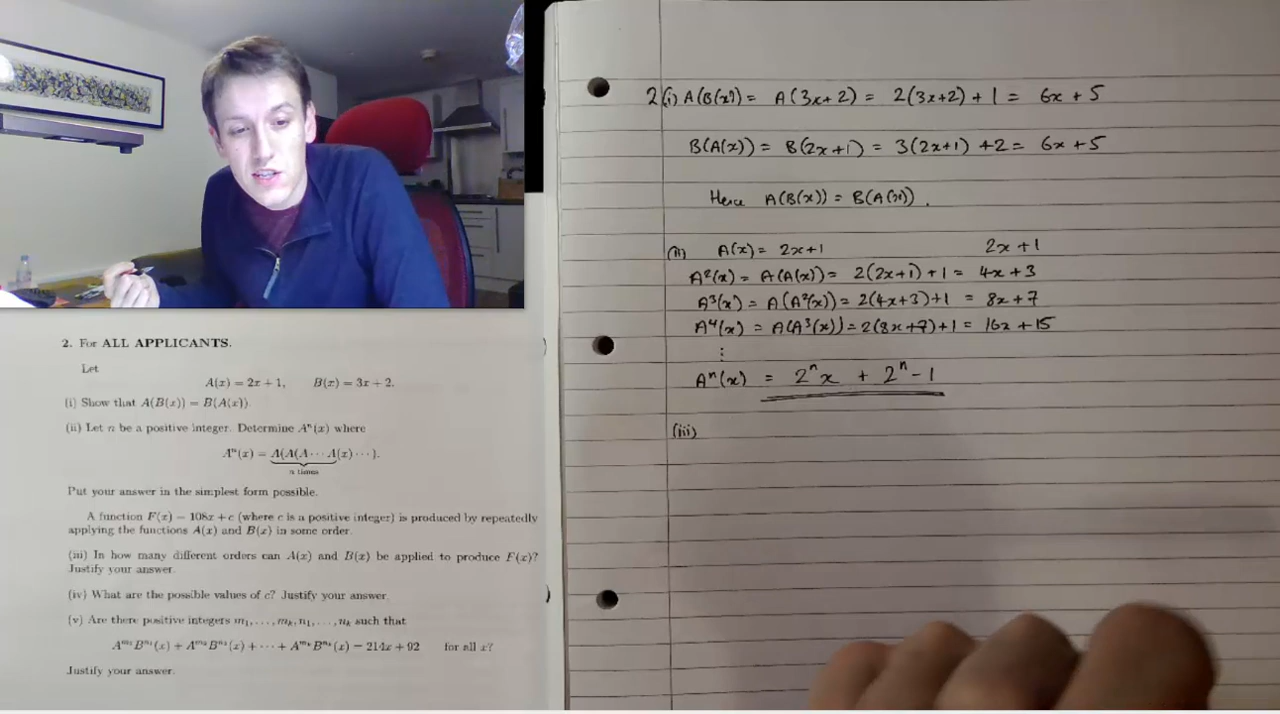 2. For ALL APPLICANTS.
Let
A(x) = 2x + 1, B(x) = 3x + 2.
(i) Show that A(B(x)) = B(A(x)).
(ii) Let n be a positive integer. Determine Aⁿ(x) where
Aⁿ(x) = A(A(A ⋯ A(x) ⋯).
n times
Put your answer in the simplest form possible.
A function F(x) = 108x + c (where c is a positive integer) is produced by repeatedly
applying the functions A(x) and B(x) in some order.
(iii) In how many different orders can A(x) and B(x) be applied to produce F(x)?
Justify your answer.
(iv) What are the possible values of c? Justify your answer.
(v) Are there positive integers m₁, . . . , mₖ, n₁, . . . , nₖ such that
Aᵐ¹Bⁿ¹(x) + Aᵐ²Bⁿ²(x) + ⋯ + AᵐᵏBⁿᵏ(x) = 214x + 92 for all x?
Justify your answer.
2(i) A(B(x)) = A(3x+2) = 2(3x+2) + 1 = 6x + 5
B(A(x)) = B(2x+1) = 3(2x+1) + 2 = 6x + 5
Hence A(B(x)) = B(A(x)).
(ii) A(x) = 2x+1 2x+1
A²(x) = A(A(x)) = 2(2x+1) + 1 = 4x + 3
A³(x) = A(A²(x)) = 2(4x+3)+1 = 8x + 7
A⁴(x) = A(A³(x)) = 2(8x+7)+1 = 16x + 15
⋮
Aⁿ(x) = 2ⁿx + 2ⁿ - 1
(iii)